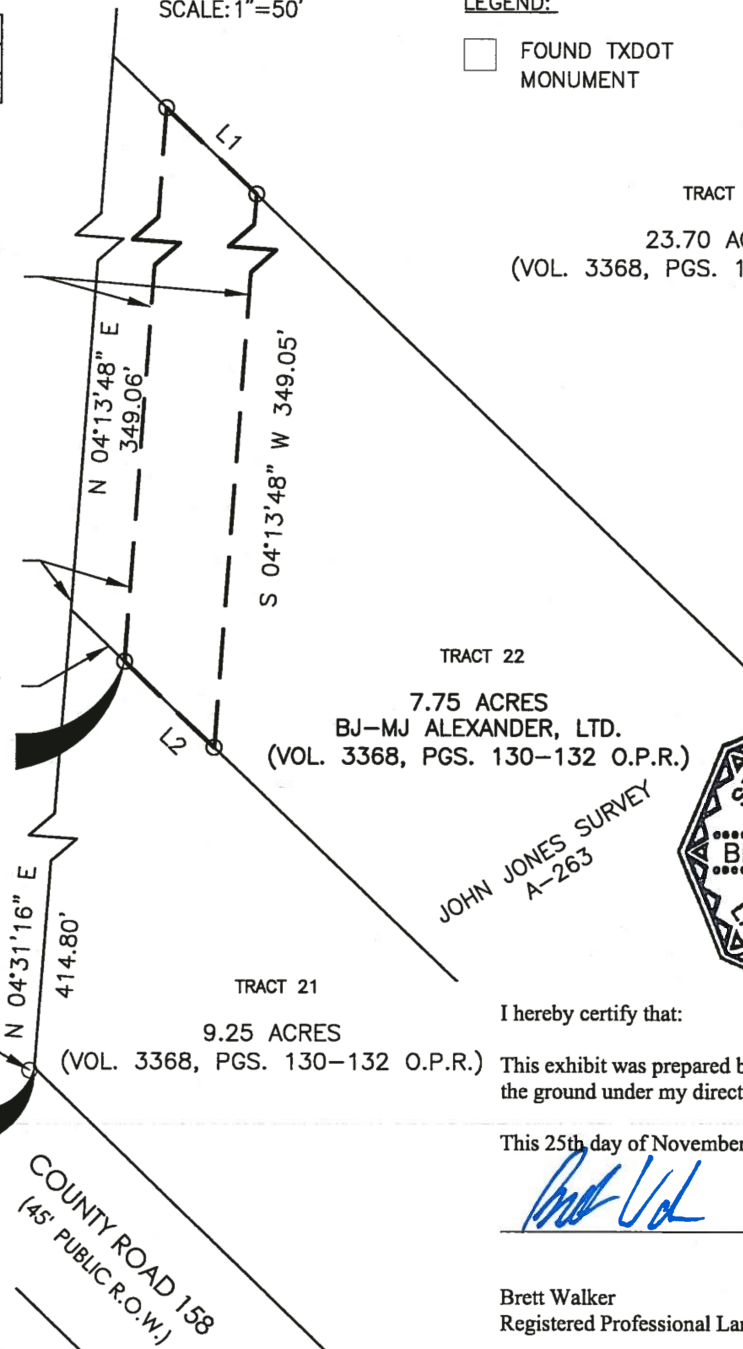 SCALE: 1"=50'
LEGEND:
FOUND TXDOT
MONUMENT
L1
TRACT
23.70
(VOL. 3368, PGS.
N 04°13'48" E
349.06'
S 04°13'48" W 349.05'
TRACT 22
7.75 ACRES
BJ-MJ ALEXANDER, LTD.
(VOL. 3368, PGS. 130-132 O.P.R.)
L2
JOHN JONES SURVEY
A-263
N 04°31'16" E
414.80'
TRACT 21
9.25 ACRES
(VOL. 3368, PGS. 130-132 O.P.R.)
COUNTY ROAD 158
(45' PUBLIC R.O.W.)
I hereby certify that:
This exhibit was prepared
the ground under my
This 25th day of November
Brett Walker
Registered Professional